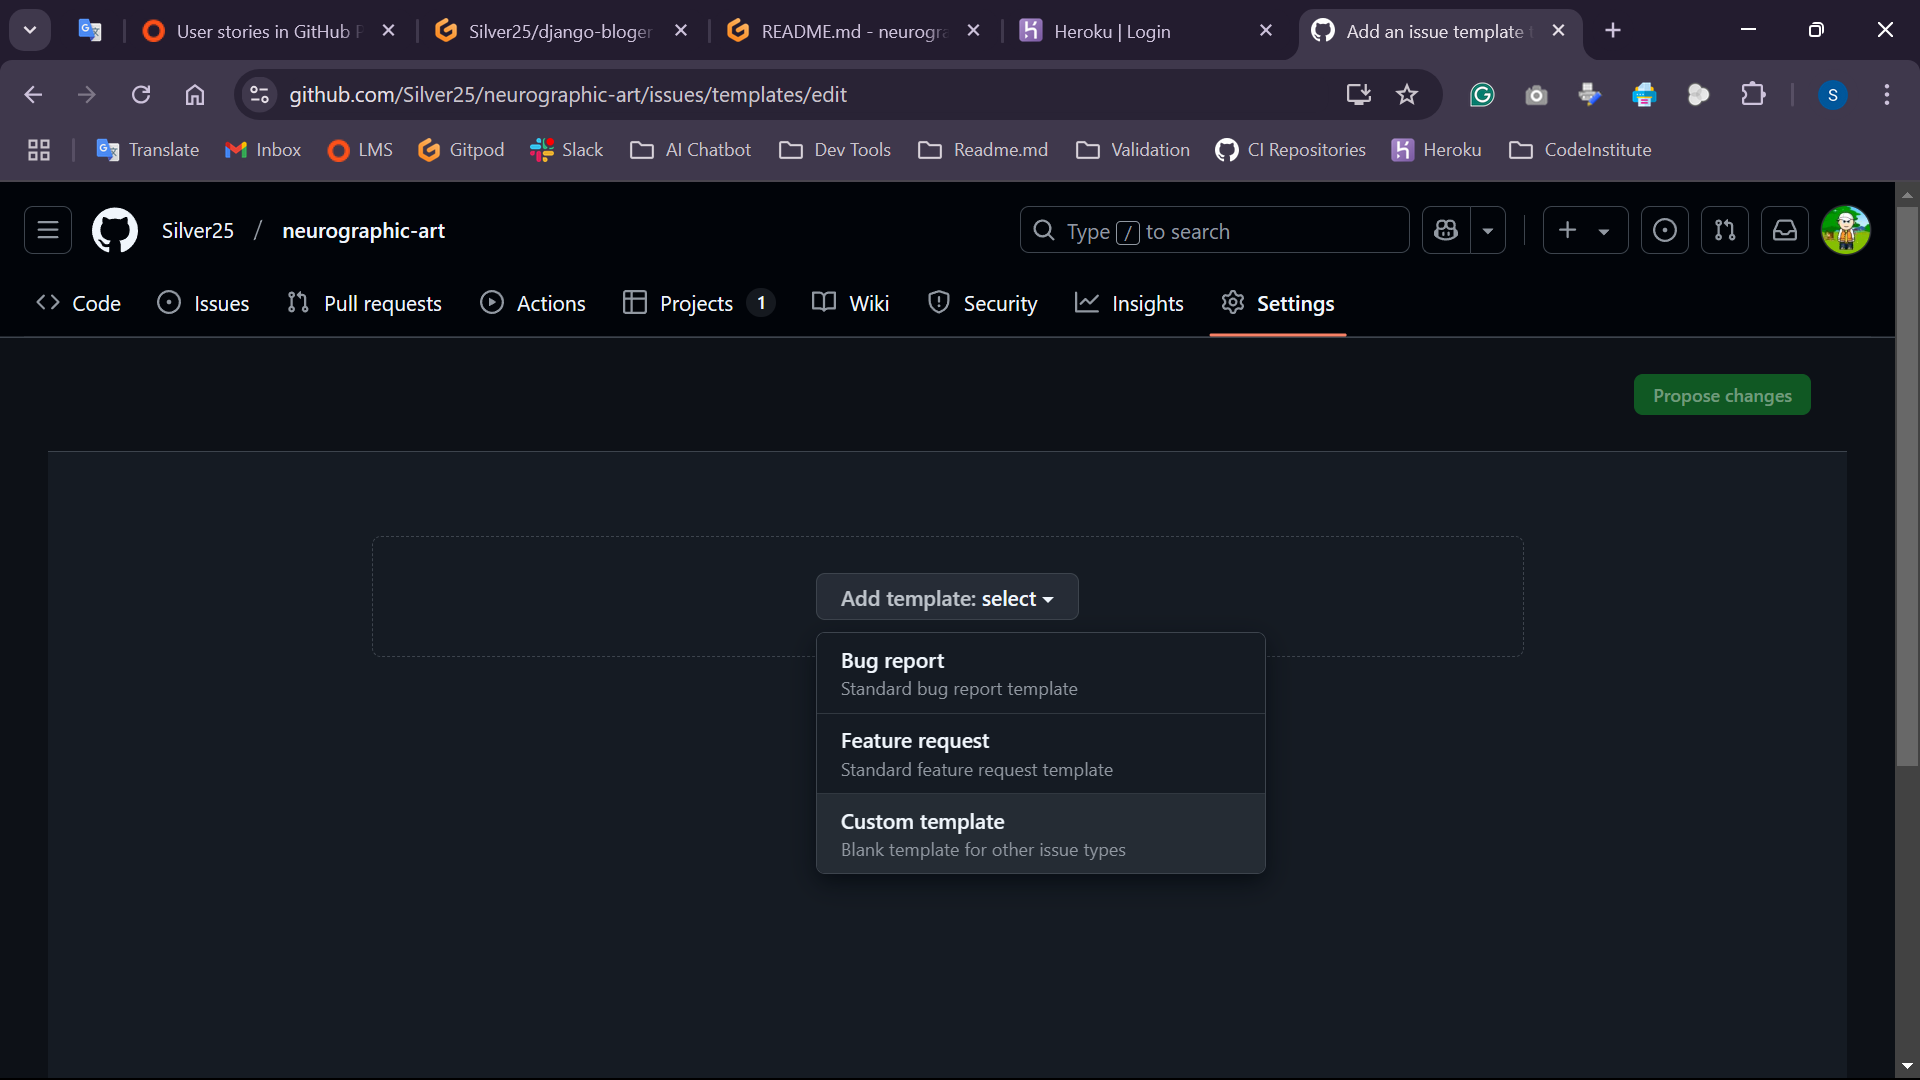 User stories in GitHub P
Silver25/django-bloger
README.md - neurogra
Heroku | Login
Add an issue template t
github.com/Silver25/neurographic-art/issues/templates/edit
S
Translate
Inbox
LMS
Gitpod
Slack
AI Chatbot
Dev Tools
Readme.md
Validation
CI Repositories
Heroku
CodeInstitute
Silver25 / neurographic-art
Type / to search
Code
Issues
Pull requests
Actions
Projects 1
Wiki
Security
Insights
Settings
Propose changes
Add template: select
Bug report
Standard bug report template
Feature request
Standard feature request template
Custom template
Blank template for other issue types